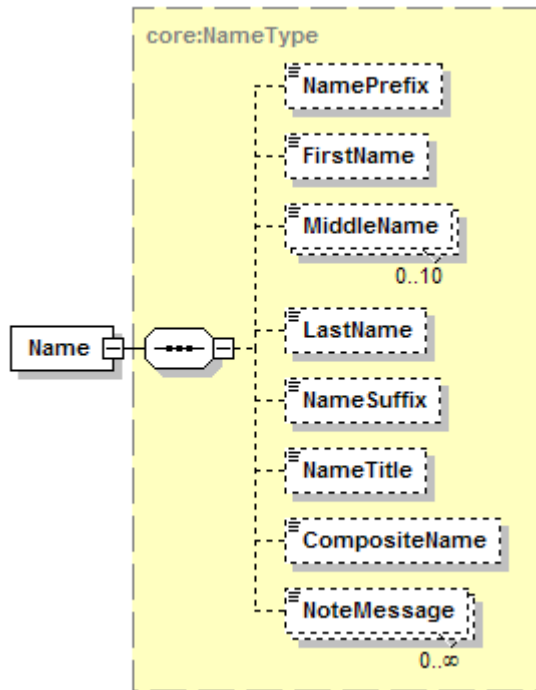 core:NameType
NamePrefix
FirstName
MiddleName
0..10
LastName
Name
NameSuffix
NameTitle
CompositeName
NoteMessage
0..∞